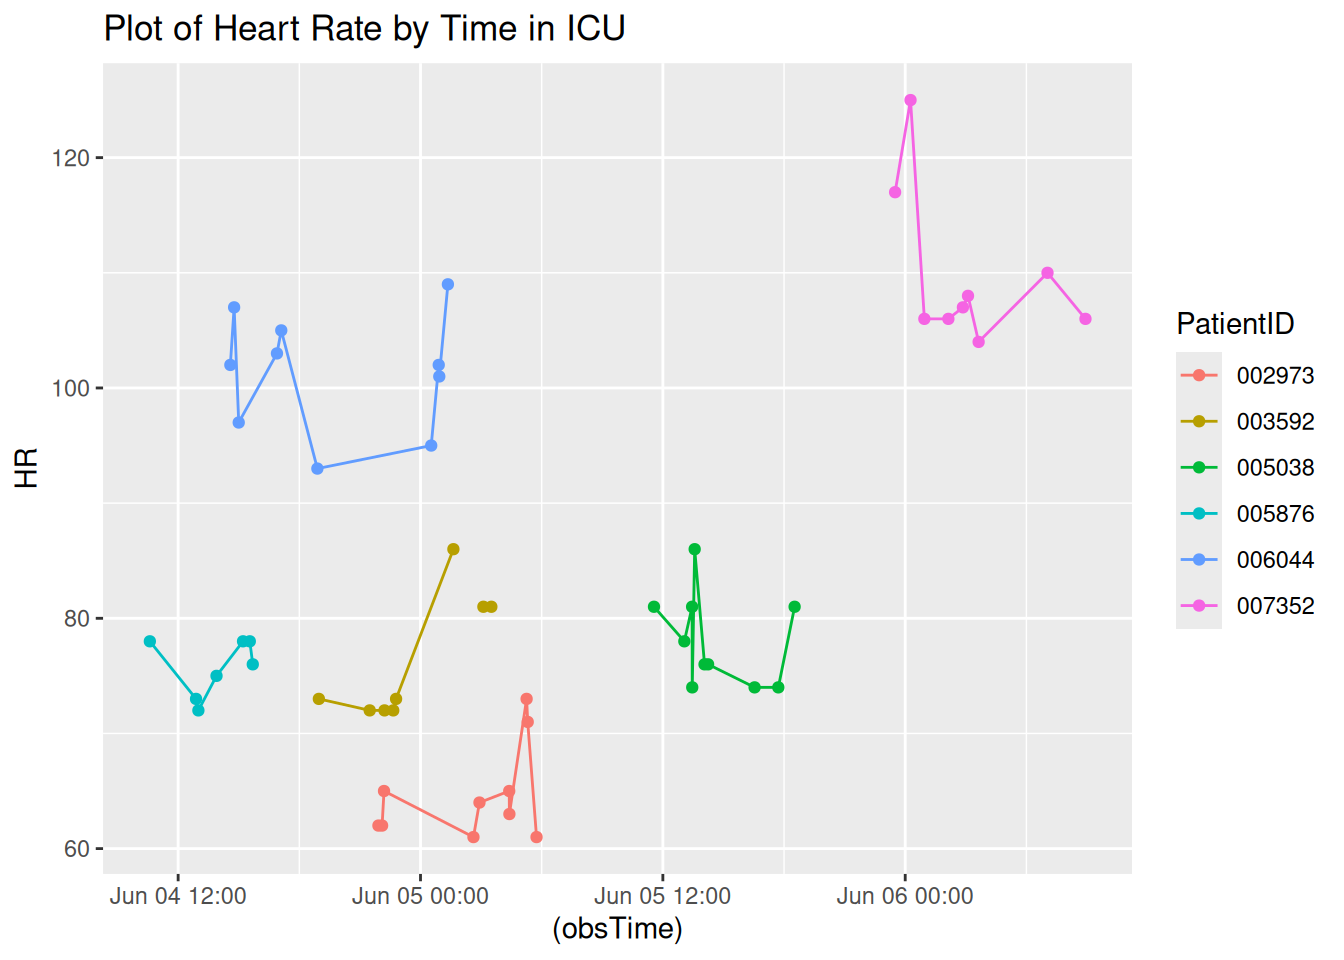 Plot of Heart Rate by Time in ICU
120
100
80
60
HR
Jun 04 12:00
Jun 05 00:00
Jun 05 12:00
Jun 06 00:00
(obsTime)
PatientID
002973
003592
005038
005876
006044
007352